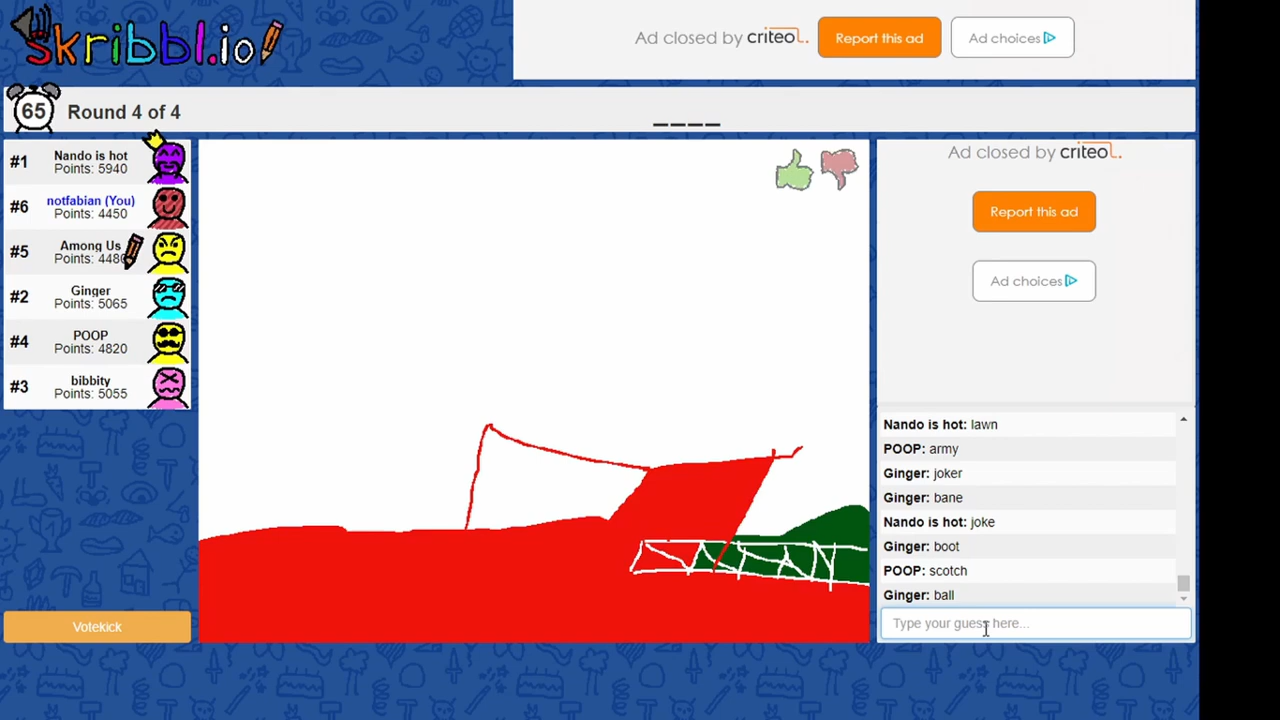 skribbl.io
Ad closed by criteo.
Report this ad
Ad choices
65
Round 4 of 4
____
#1
Nando is hot
Points: 5940
#6
notfabian (You)
Points: 4450
#5
Among Us
Points: 4480
#2
Ginger
Points: 5065
#4
POOP
Points: 4820
#3
bibbity
Points: 5055
Votekick
Ad closed by criteo.
Report this ad
Ad choices
Nando is hot: lawn
POOP: army
Ginger: joker
Ginger: bane
Nando is hot: joke
Ginger: boot
POOP: scotch
Ginger: ball
Type your guess here...